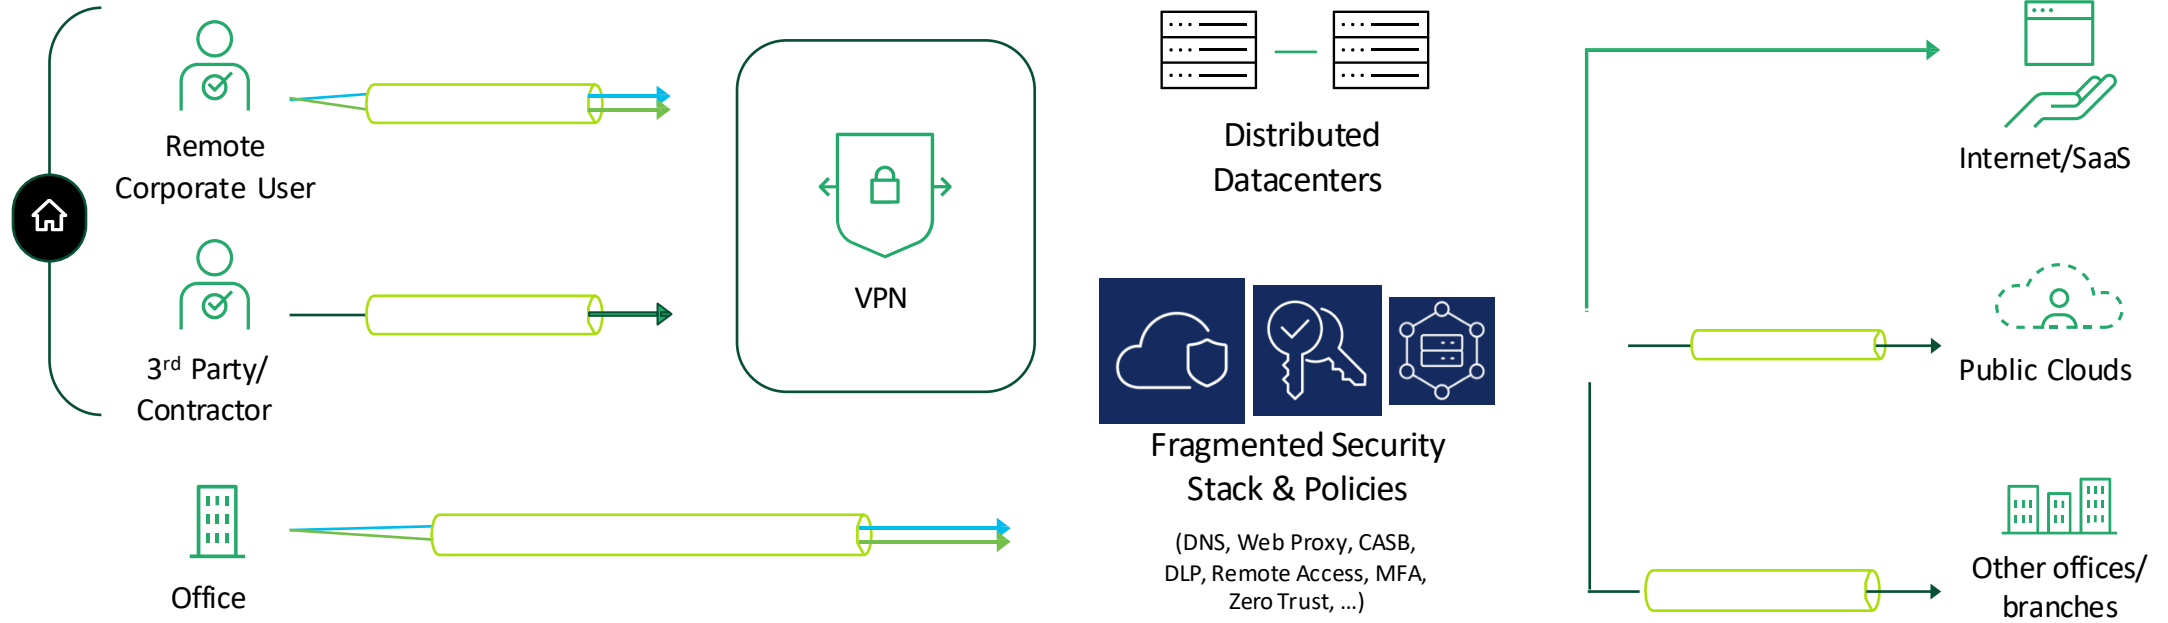 Remote
Corporate User
3rd Party/
Contractor
Office
VPN
Distributed
Datacenters
Fragmented Security
Stack & Policies
(DNS, Web Proxy, CASB,
DLP, Remote Access, MFA,
Zero Trust, ...)
Internet/SaaS
Public Clouds
Other offices/
branches